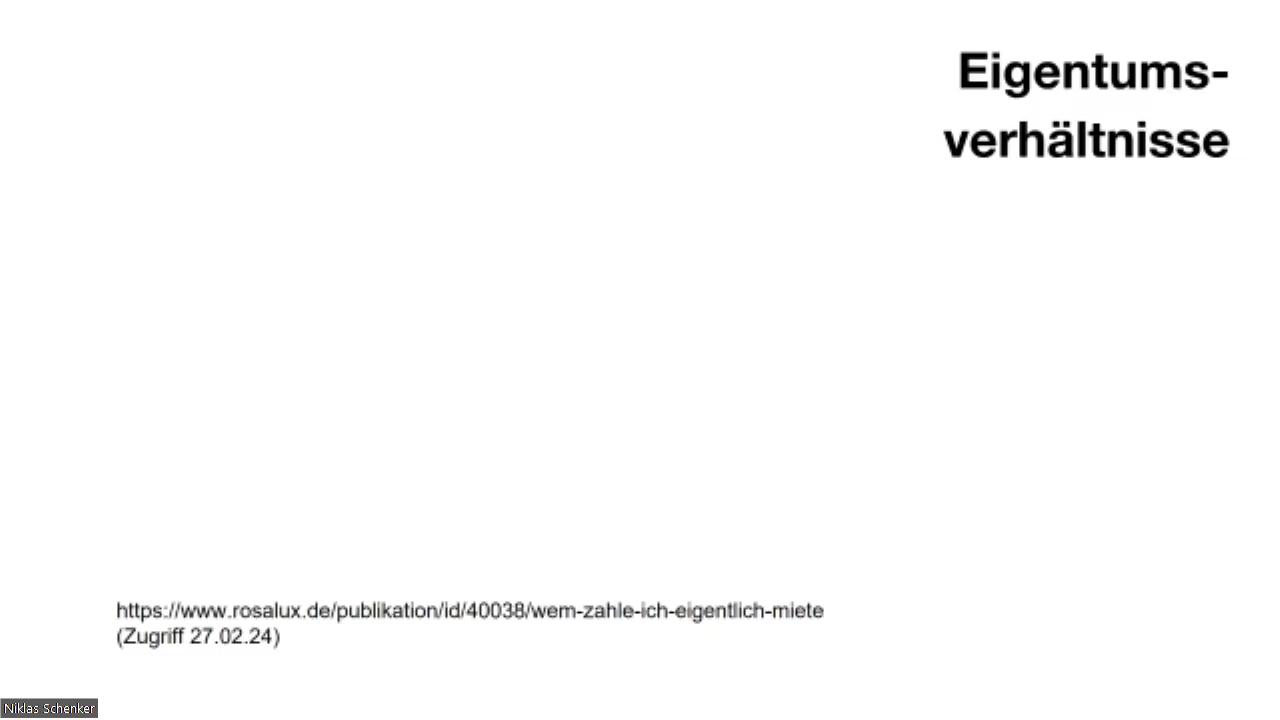 Eigentums-
verhältnisse
https://www.rosalux.de/publikation/id/40038/wem-zahle-ich-eigentlich-miete
(Zugriff 27.02.24)
Niklas Schenker